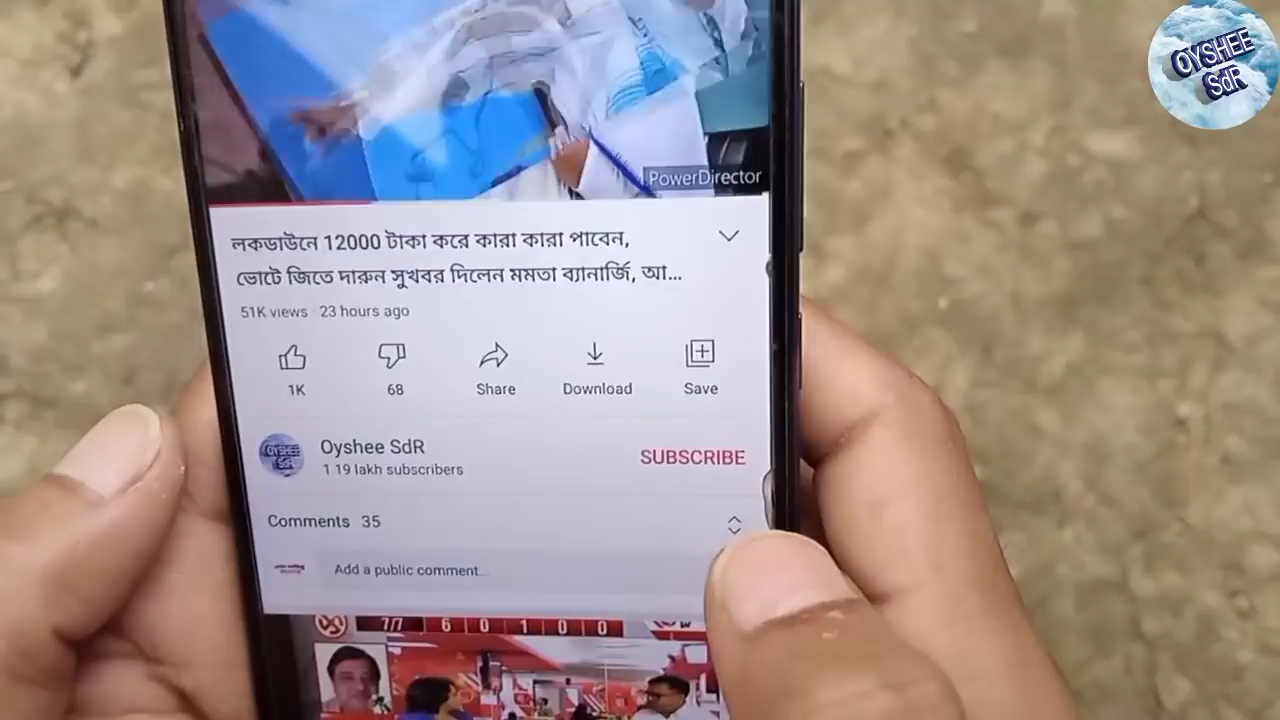 OYSHEE
SdR
PowerDirector
লকডাউনে 12000 টাকা করে কারা কারা পাবেন,
ভোটে জিতে দারুন সুখবর দিলেন মমতা ব্যানার্জি, আ...
51K views · 23 hours ago
1K
68
Share
Download
Save
OYSHEE
SdR
Oyshee SdR
1.19 lakh subscribers
SUBSCRIBE
Comments 35
Add a public comment...
7/7 6 0 1 0 0